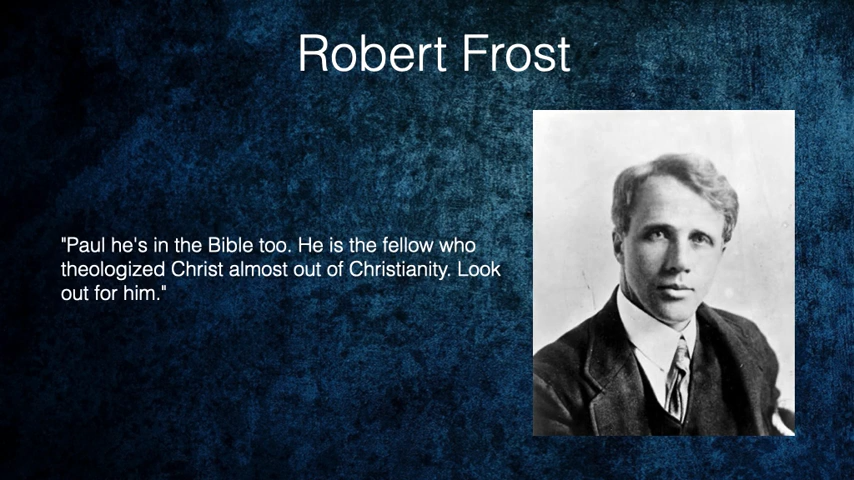 Robert Frost
"Paul he's in the Bible too. He is the fellow who
theologized Christ almost out of Christianity. Look
out for him."